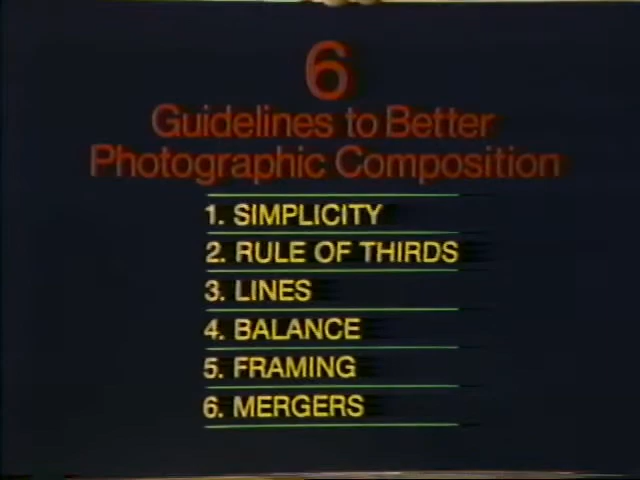 6
Guidelines to Better
Photographic Composition
1. SIMPLICITY
2. RULE OF THIRDS
3. LINES
4. BALANCE
5. FRAMING
6. MERGERS